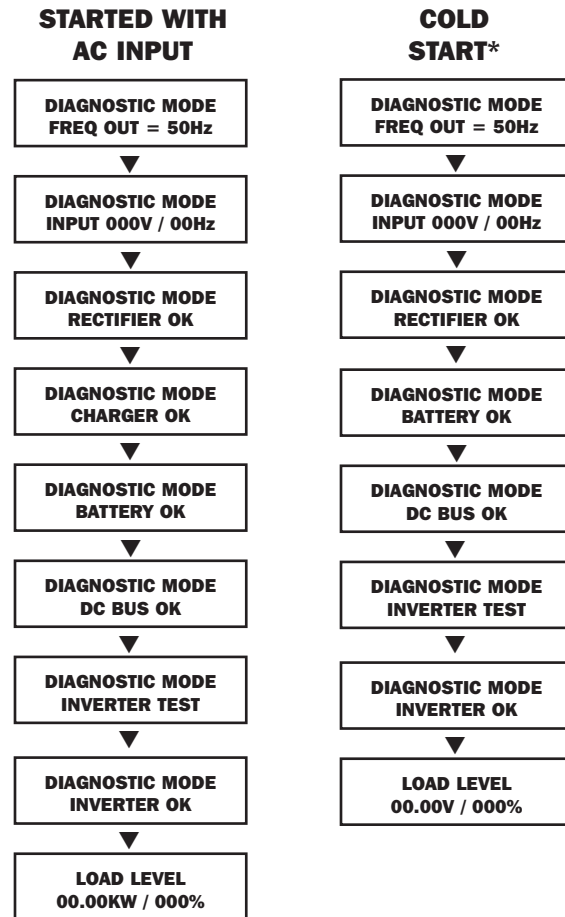 STARTED WITH
AC INPUT
DIAGNOSTIC MODE
FREQ OUT = 50Hz
DIAGNOSTIC MODE
INPUT 000V / 00Hz
DIAGNOSTIC MODE
RECTIFIER OK
DIAGNOSTIC MODE
CHARGER OK
DIAGNOSTIC MODE
BATTERY OK
DIAGNOSTIC MODE
DC BUS OK
DIAGNOSTIC MODE
INVERTER TEST
DIAGNOSTIC MODE
INVERTER OK
LOAD LEVEL
00.00KW / 000%
COLD
START*
DIAGNOSTIC MODE
FREQ OUT = 50Hz
DIAGNOSTIC MODE
INPUT 000V / 00Hz
DIAGNOSTIC MODE
RECTIFIER OK
DIAGNOSTIC MODE
BATTERY OK
DIAGNOSTIC MODE
DC BUS OK
DIAGNOSTIC MODE
INVERTER TEST
DIAGNOSTIC MODE
INVERTER OK
LOAD LEVEL
00.00V / 000%